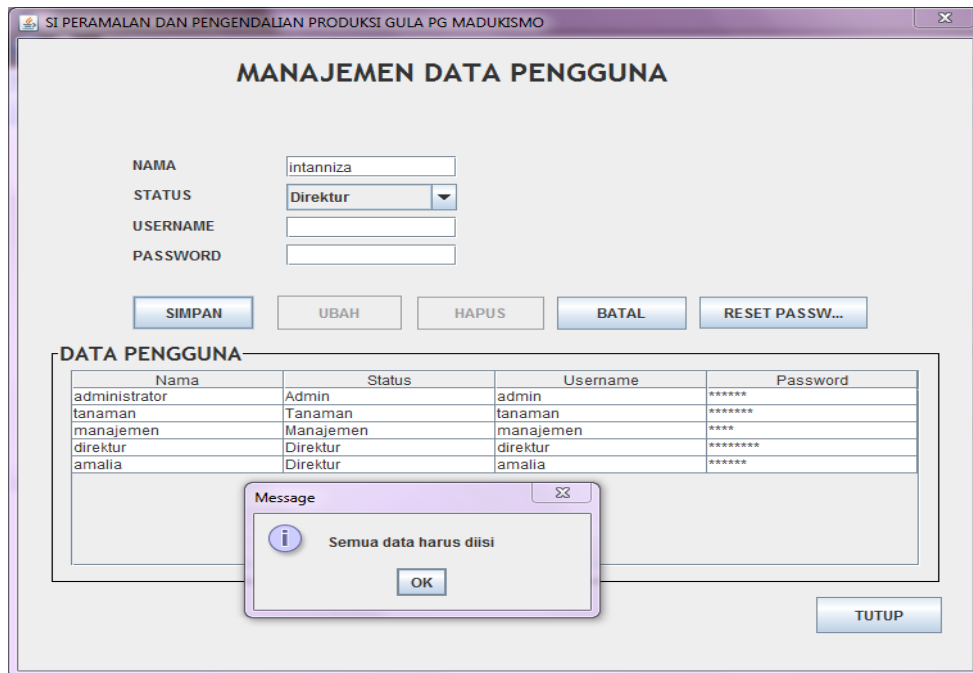 SI PERAMALAN DAN PENGENDALIAN PRODUKSI GULA PG MADUKISMO
MANAJEMEN DATA PENGGUNA
NAMA intanniza
STATUS Direktur
USERNAME
PASSWORD
SIMPAN UBAH HAPUS BATAL RESET PASSW...
DATA PENGGUNA
Nama Status Username Password
administrator Admin admin ******
tanaman Tanaman tanaman *******
manajemen Manajemen manajemen ****
direktur Direktur direktur ********
amalia Direktur amalia ******
Message
Semua data harus diisi
OK
TUTUP